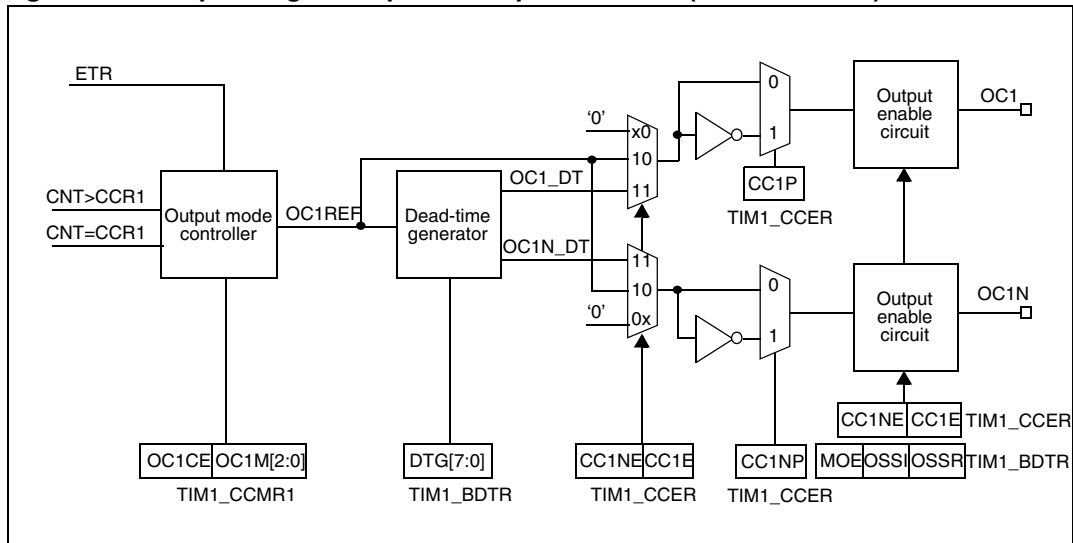 ETR
CNT>CCR1
CNT=CCR1
Output mode
controller
OC1REF
Dead-time
generator
OC1_DT
OC1N_DT
'0'
x0
10
11
11
10
0x
'0'
0
1
CC1P
TIM1_CCER
0
1
Output
enable
circuit
OC1
Output
enable
circuit
OC1N
OC1CE OC1M[2:0]
TIM1_CCMR1
DTG[7:0]
TIM1_BDTR
CC1NE CC1E
TIM1_CCER
CC1NP
TIM1_CCER
CC1NE CC1E TIM1_CCER
MOE OSSI OSSR TIM1_BDTR